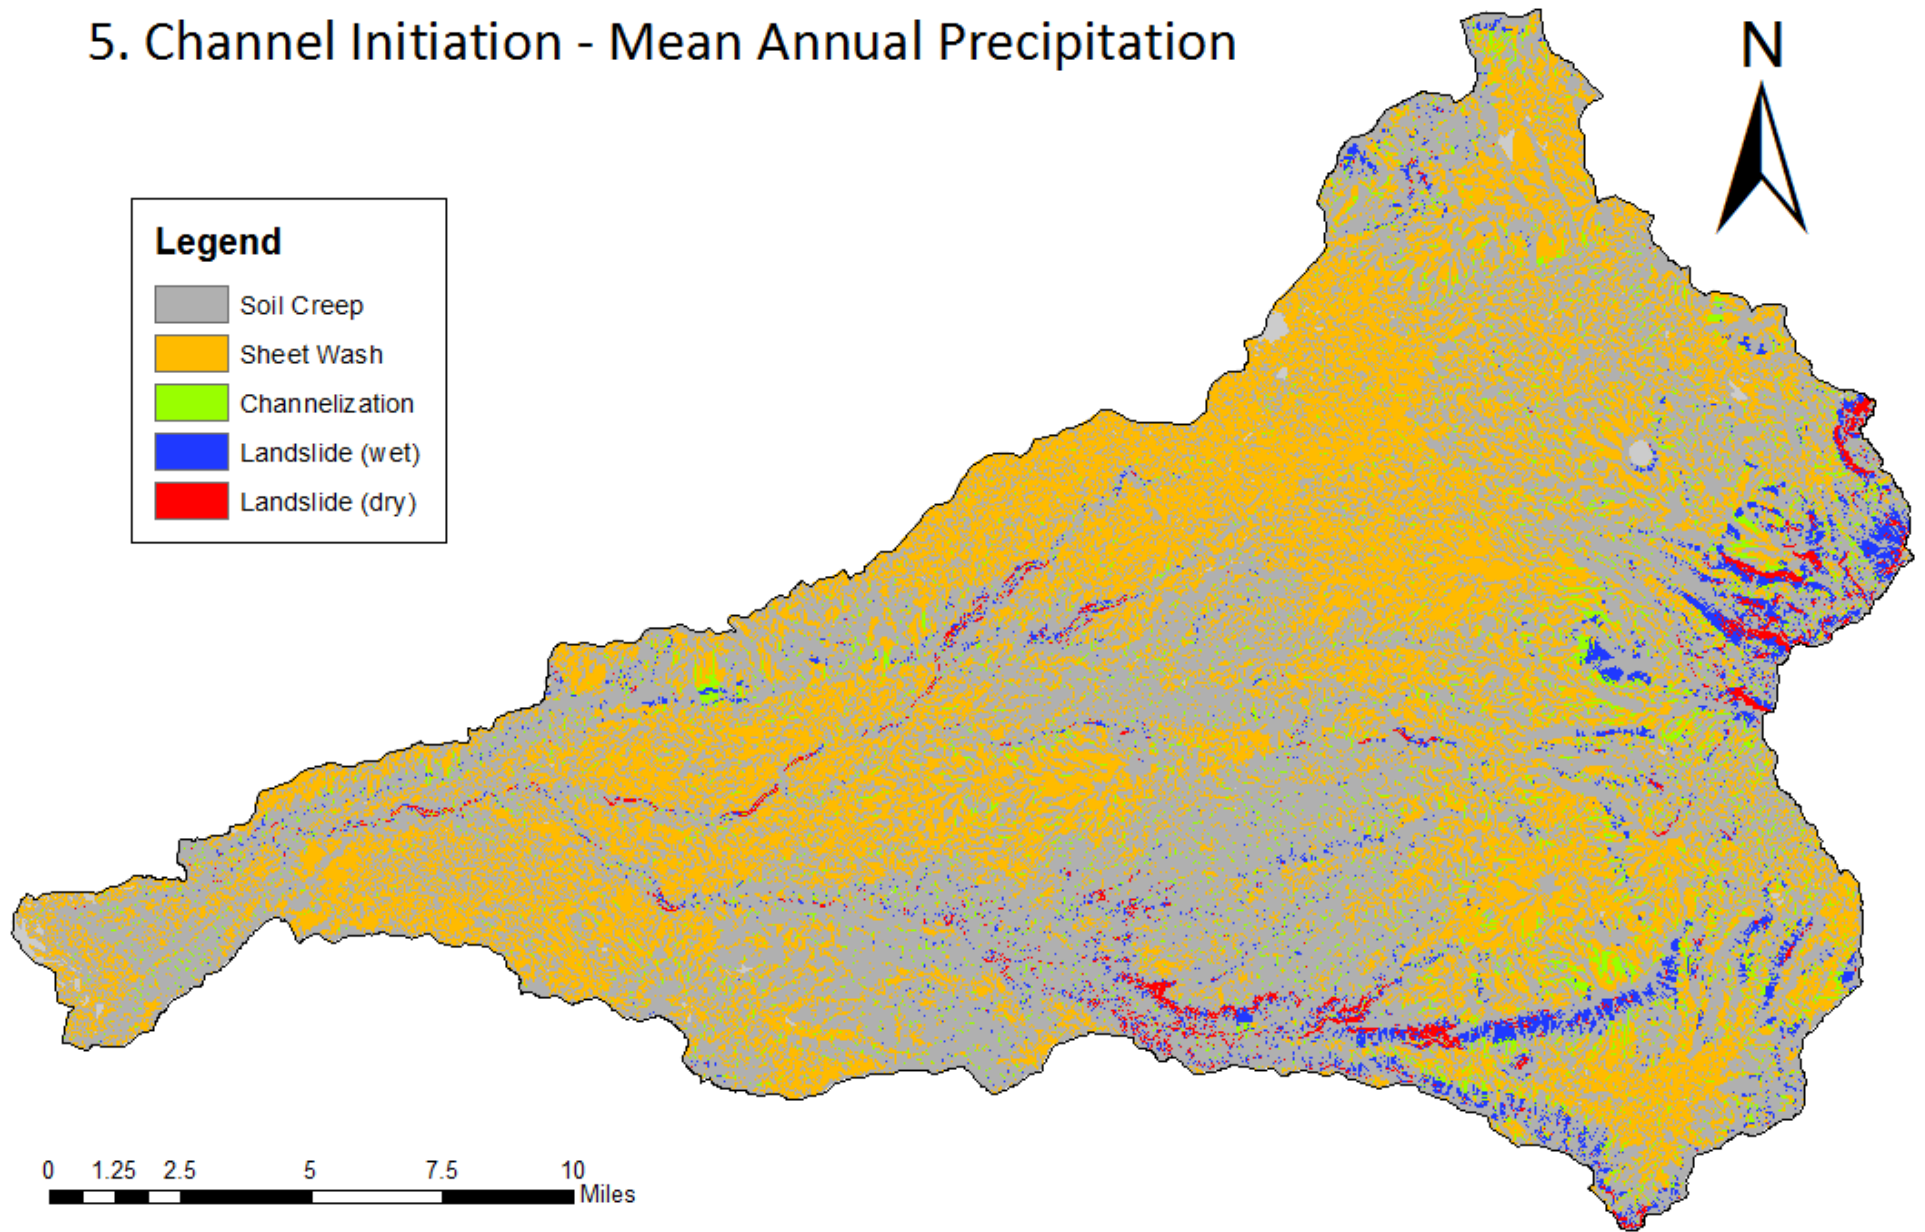 5. Channel Initiation - Mean Annual Precipitation
N
Legend
Soil Creep
Sheet Wash
Channelization
Landslide (wet)
Landslide (dry)
0 1.25 2.5 5 7.5 10
Miles